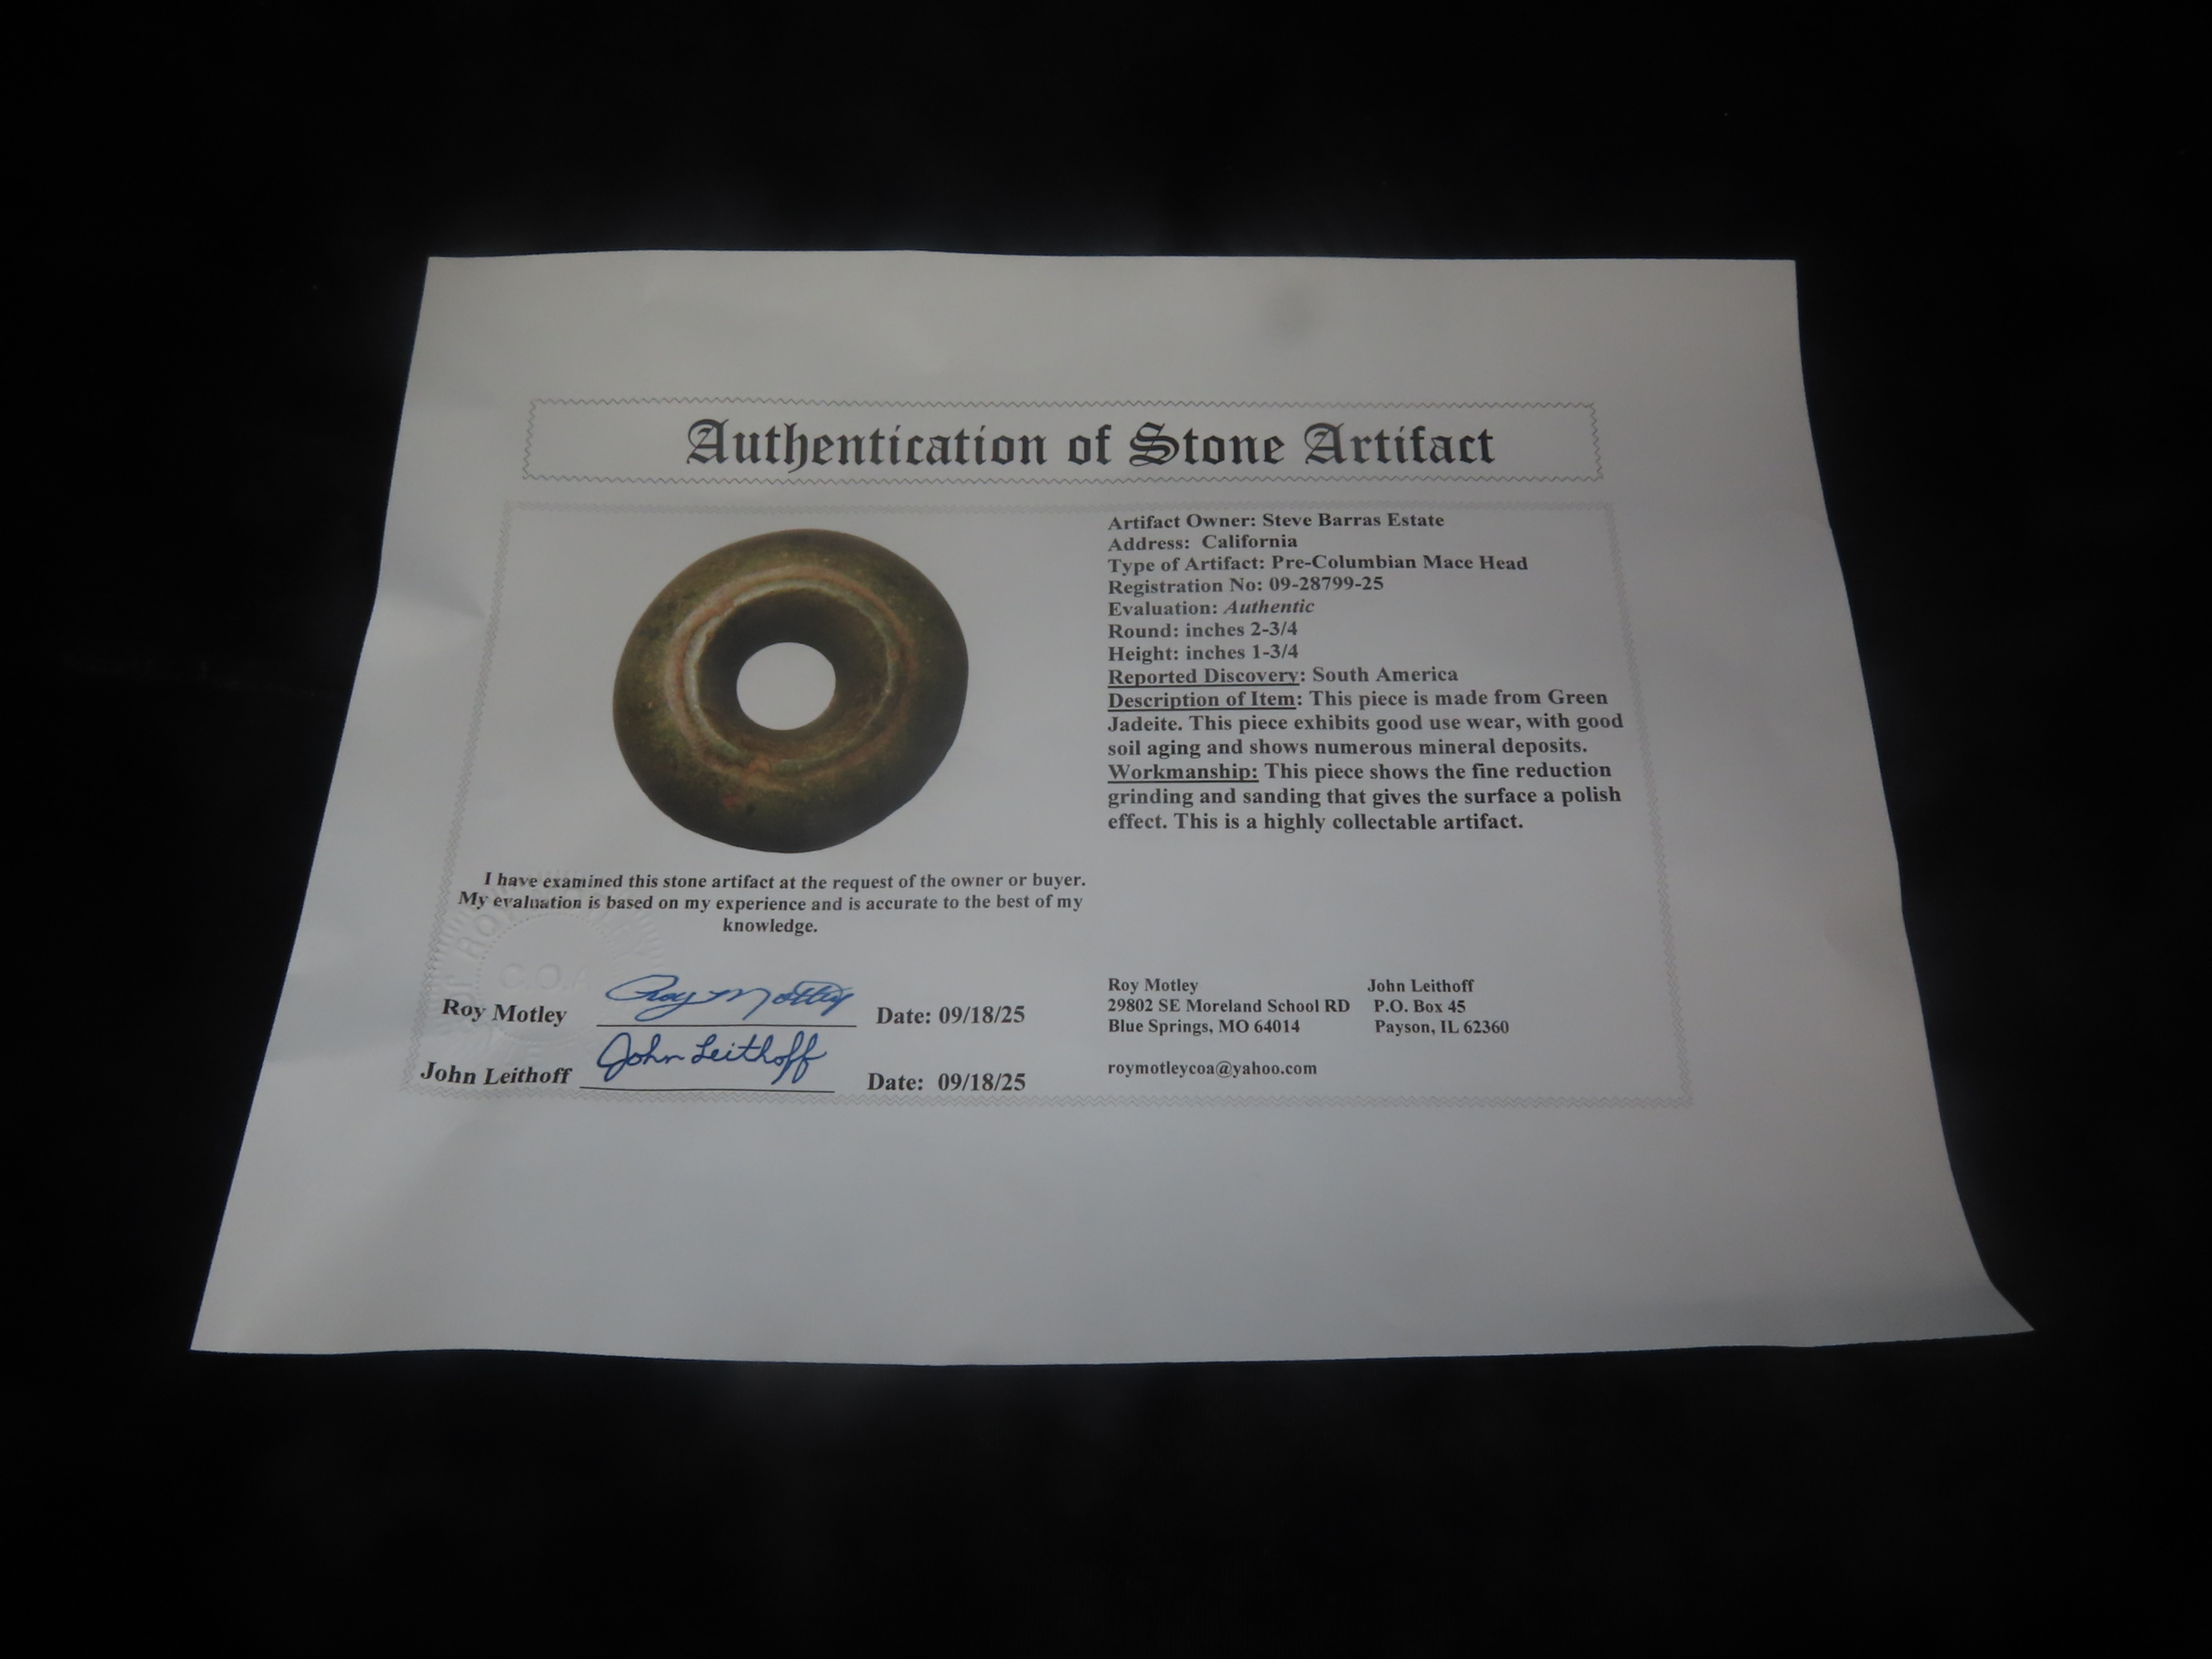 Authentication of Stone Artifact
Artifact Owner: Steve Barras Estate
Address: California
Type of Artifact: Pre-Columbian Mace Head
Registration No: 09-28799-25
Evaluation: Authentic
Round: inches 2-3/4
Height: inches 1-3/4
Reported Discovery: South America
Description of Item: This piece is made from Green
Jadeite. This piece exhibits good use wear, with good
soil aging and shows numerous mineral deposits.
Workmanship: This piece shows the fine reduction
grinding and sanding that gives the surface a polish
effect. This is a highly collectable artifact.
I have examined this stone artifact at the request of the owner or buyer.
My evaluation is based on my experience and is accurate to the best of my
knowledge.
C.O.A
Roy Motley Roy Motley Date: 09/18/25
John Leithoff John Leithoff Date: 09/18/25
Roy Motley John Leithoff
29802 SE Moreland School RD P.O. Box 45
Blue Springs, MO 64014 Payson, IL 62360
roymotleycoa@yahoo.com